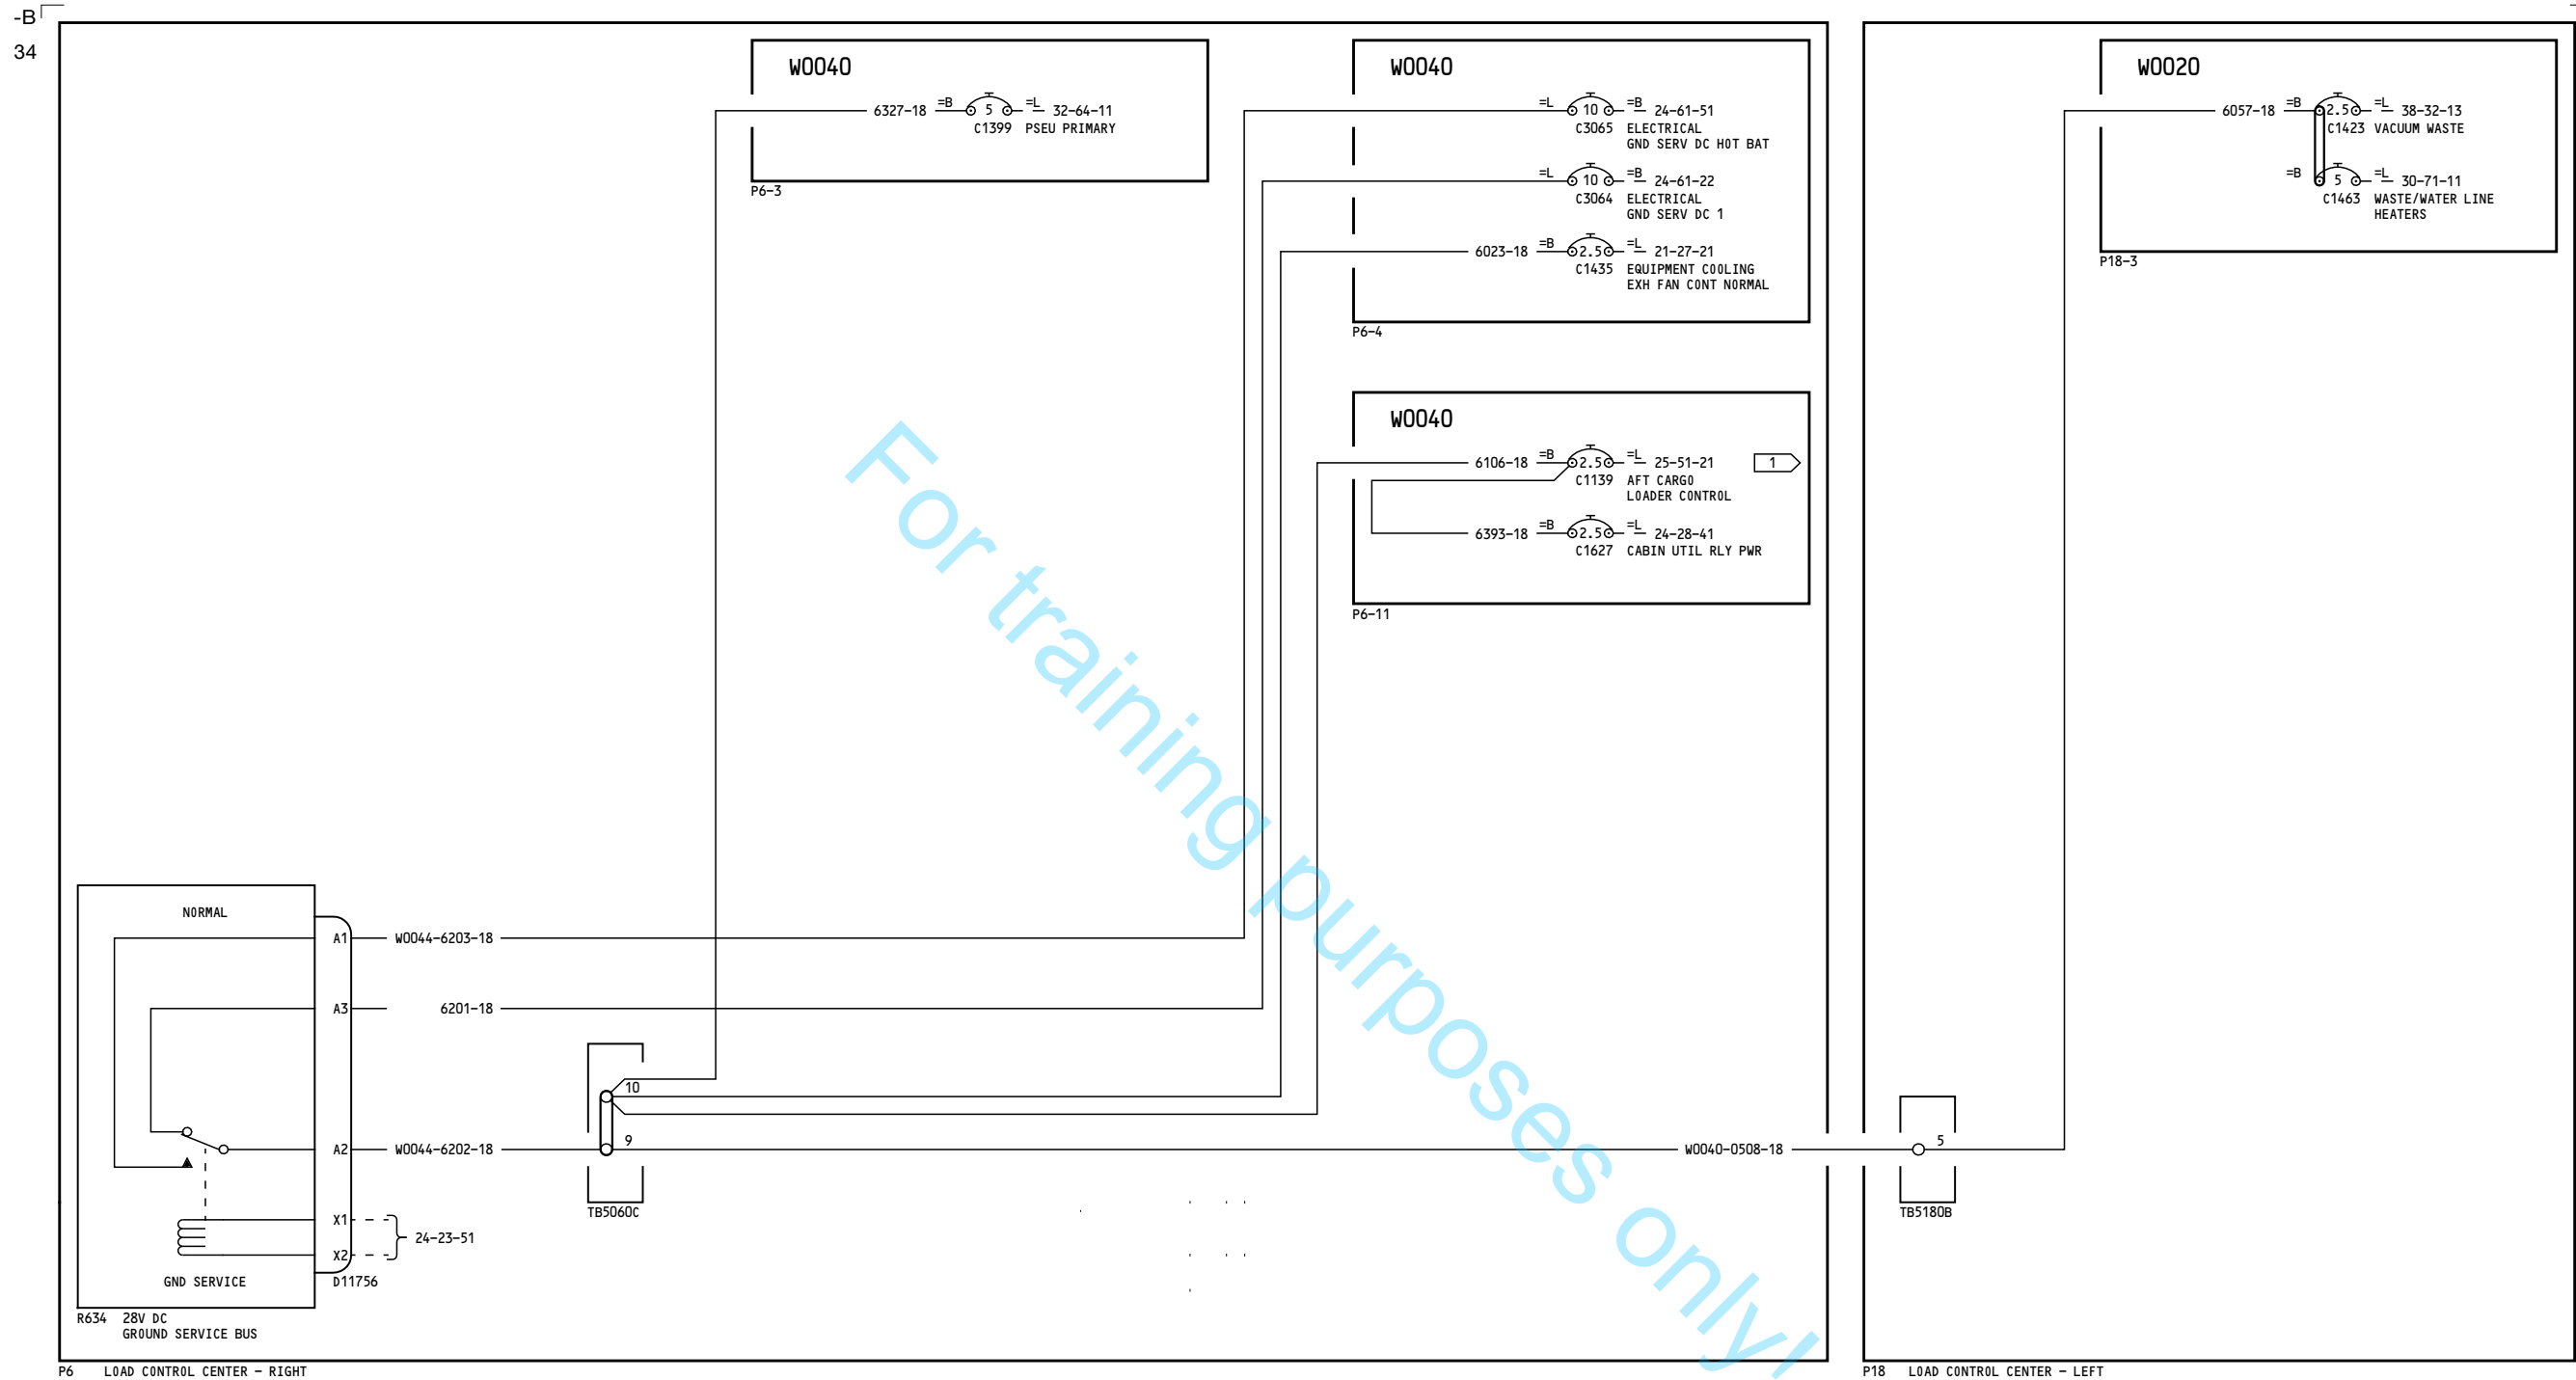 -B
34
W0040
6327-18 =B 5 =L 32-64-11
C1399 PSEU PRIMARY
P6-3
W0040
=L 10 =B 24-61-51
C3065 ELECTRICAL
GND SERV DC HOT BAT
=L 10 =B 24-61-22
C3064 ELECTRICAL
GND SERV DC 1
6023-18 =B 2.5 =L 21-27-21
C1435 EQUIPMENT COOLING
EXH FAN CONT NORMAL
P6-4
W0040
6106-18 =B 2.5 =L 25-51-21 1
C1139 AFT CARGO
LOADER CONTROL
6393-18 =B 2.5 =L 24-28-41
C1627 CABIN UTIL RLY PWR
P6-11
W0020
6057-18 =B 2.5 =L 38-32-13
C1423 VACUUM WASTE
=B 5 =L 30-71-11
C1463 WASTE/WATER LINE
HEATERS
P18-3
For training purposes only!
NORMAL
A1 W0044-6203-18
A3 6201-18
10
A2 W0044-6202-18 9 W0040-0508-18 5
X1
24-23-51
X2
GND SERVICE
D11756
TB5060C
TB5180B
R634 28V DC
GROUND SERVICE BUS
P6 LOAD CONTROL CENTER - RIGHT
P18 LOAD CONTROL CENTER - LEFT